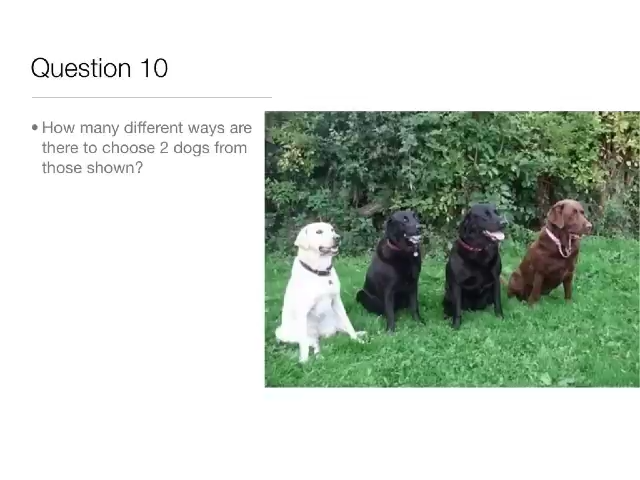 Question 10
• How many different ways are
there to choose 2 dogs from
those shown?